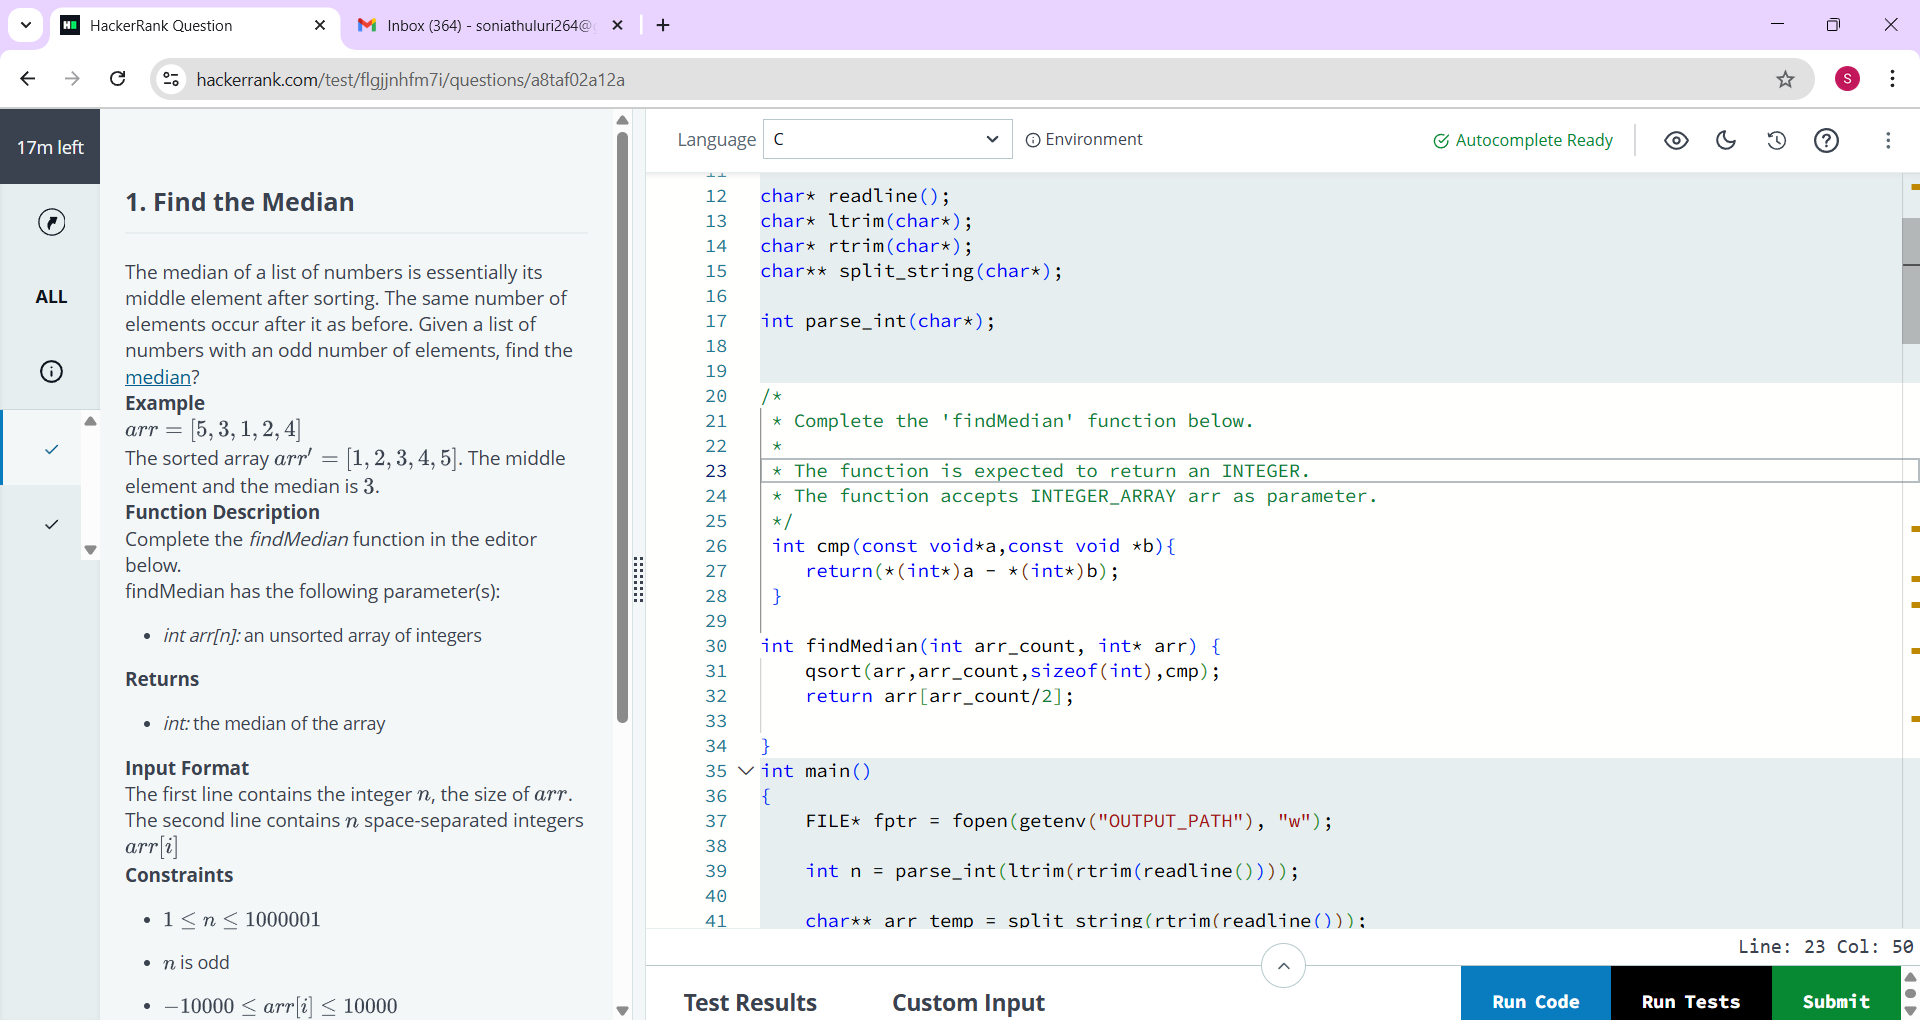 HackerRank Question
Inbox (364) - soniathuluri264@
hackerrank.com/test/flgjjnhfm7i/questions/a8taf02a12a
S
17m left
ALL
1. Find the Median
The median of a list of numbers is essentially its
middle element after sorting. The same number of
elements occur after it as before. Given a list of
numbers with an odd number of elements, find the
median?
Example
arr = [5, 3, 1, 2, 4]
The sorted array arr′ = [1, 2, 3, 4, 5]. The middle
element and the median is 3.
Function Description
Complete the findMedian function in the editor
below.
findMedian has the following parameter(s):
• int arr[n]: an unsorted array of integers
Returns
• int: the median of the array
Input Format
The first line contains the integer n, the size of arr.
The second line contains n space-separated integers
arr[i]
Constraints
• 1 ≤ n ≤ 1000001
• n is odd
• −10000 ≤ arr[i] ≤ 10000
Language C Environment
Autocomplete Ready
11
12 char* readline();
13 char* ltrim(char*);
14 char* rtrim(char*);
15 char** split_string(char*);
16
17 int parse_int(char*);
18
19
20 /*
21 * Complete the 'findMedian' function below.
22 *
23 * The function is expected to return an INTEGER.
24 * The function accepts INTEGER_ARRAY arr as parameter.
25 */
26 int cmp(const void*a,const void *b){
27 return(*(int*)a - *(int*)b);
28 }
29
30 int findMedian(int arr_count, int* arr) {
31 qsort(arr,arr_count,sizeof(int),cmp);
32 return arr[arr_count/2];
33
34 }
35 int main()
36 {
37 FILE* fptr = fopen(getenv("OUTPUT_PATH"), "w");
38
39 int n = parse_int(ltrim(rtrim(readline())));
40
41 char** arr_temp = split_string(rtrim(readline()));
Line: 23 Col: 50
Test Results
Custom Input
Run Code
Run Tests
Submit